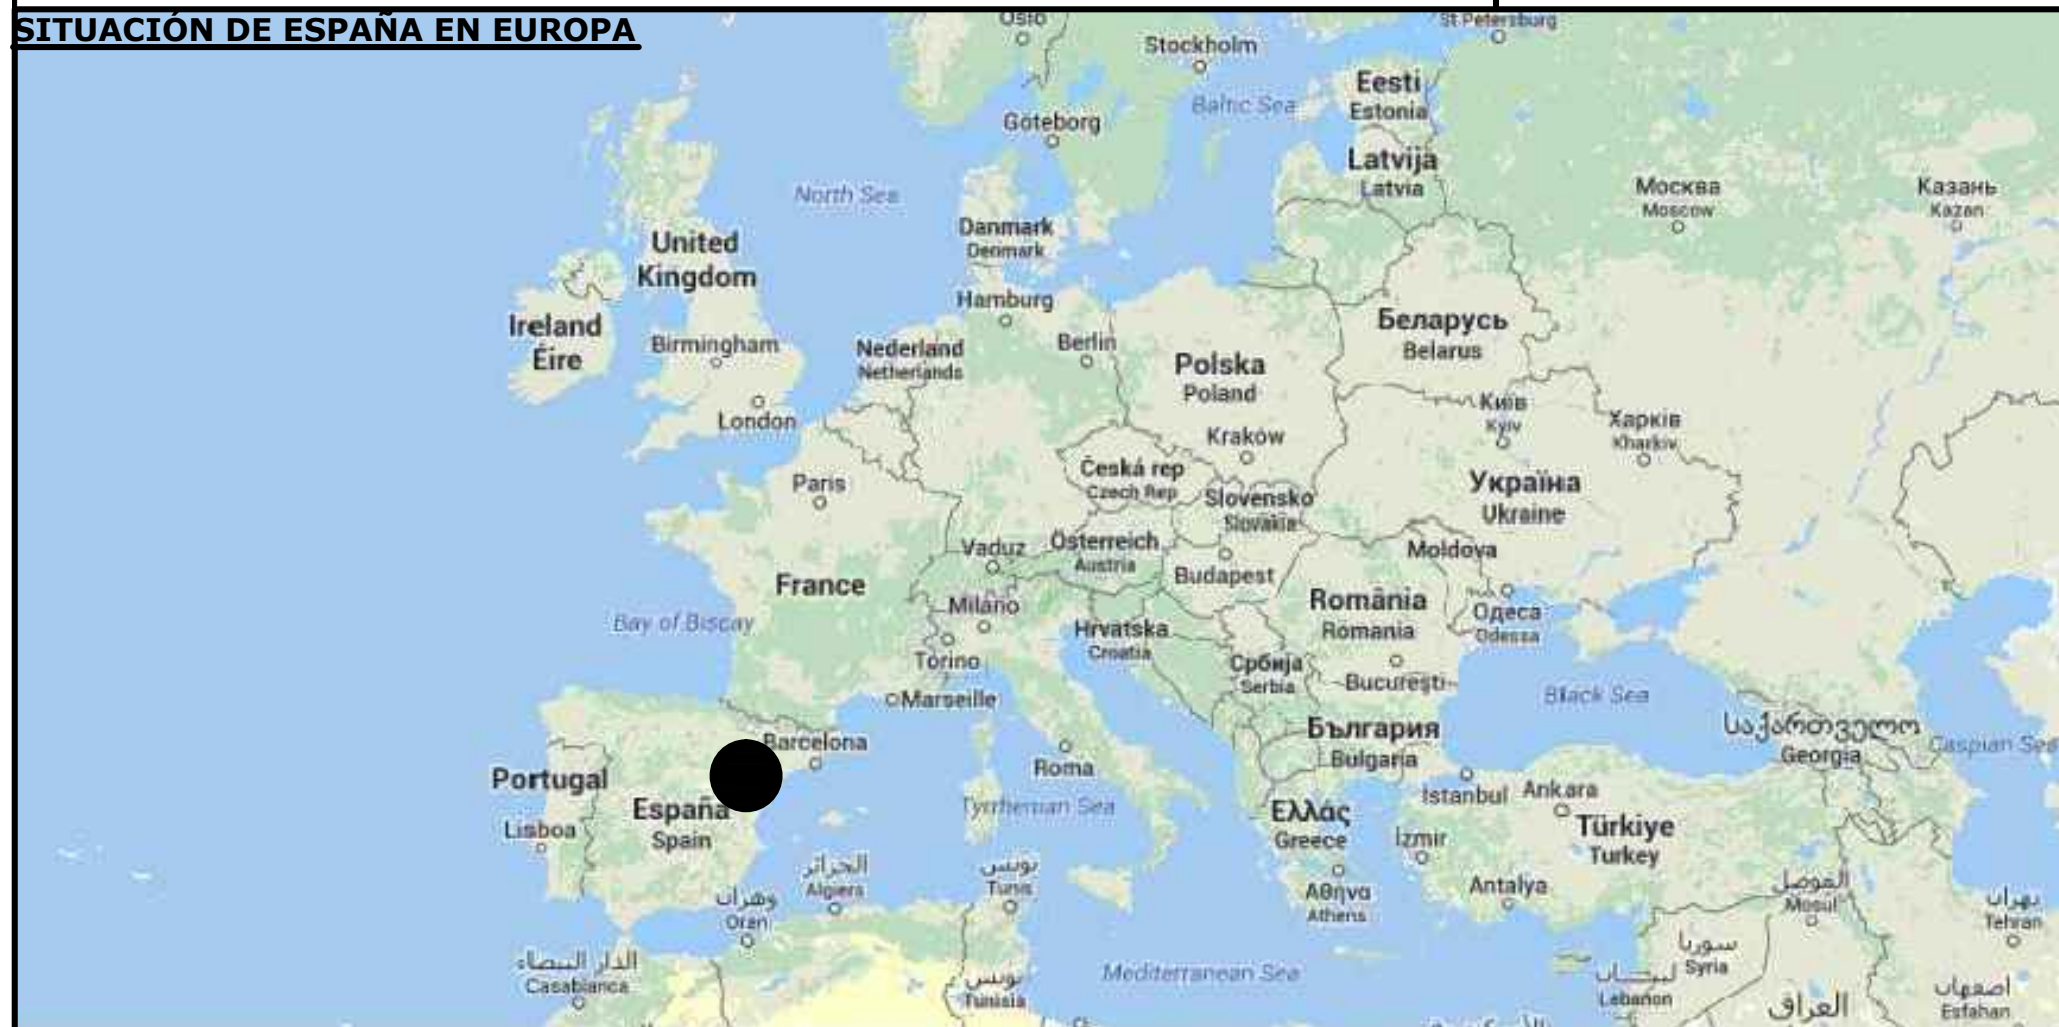 SITUACIÓN DE ESPAÑA EN EUROPA
Oslo
St Petersburg
Stockholm
Eesti
Estonia
Baltic Sea
Göteborg
Latvija
Latvia
North Sea
Москва
Moscow
Казань
Kazan
Danmark
Denmark
United
Kingdom
Hamburg
Ireland
Éire
Birmingham
Nederland
Netherlands
Berlin
Беларусь
Belarus
Polska
Poland
London
Київ
Kyiv
Харків
Kharkiv
Kraków
Česká rep
Czech Rep
Paris
Slovensko
Slovakia
Україна
Ukraine
Vaduz
Österreich
Austria
Moldova
Budapest
France
Milano
România
Romania
Одеса
Odessa
Bay of Biscay
Hrvatska
Croatia
Torino
Србија
Serbia
București
Marseille
Black Sea
България
Bulgaria
საქართველო
Georgia
Caspian Sea
Barcelona
Portugal
Roma
Istanbul
Ankara
España
Spain
Tyrrhenian Sea
Ελλάς
Greece
Türkiye
Turkey
Lisboa
İzmir
الجزائر
Algiers
تونس
Tunis
Antalya
الموصل
Mosul
وهران
Oran
Αθήνα
Athens
تهران
Tehran
سوريا
Syria
الدار البيضاء
Casablanca
Mediterranean Sea
تونس
Tunisia
لبنان
Lebanon
العراق
اصفهان
Esfahan